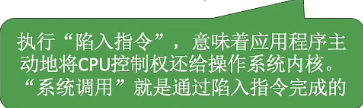 执行“陷入指令”，意味着应用程序主
动地将CPU控制权还给操作系统内核。
“系统调用”就是通过陷入指令完成的